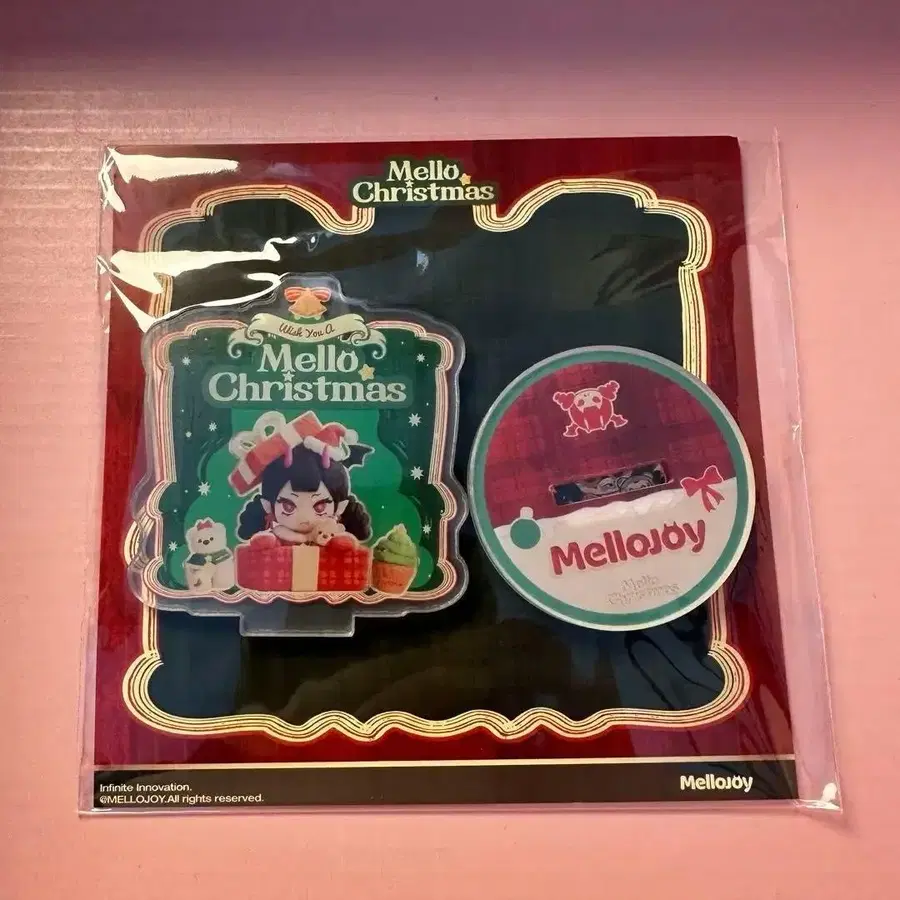 Mello
Christmas
Wish You A
Mello
Christmas
MELLOJOY
Mello
Christmas
Infinite Innovation.
@MELLOJOY.All rights reserved.
MELLOJOY